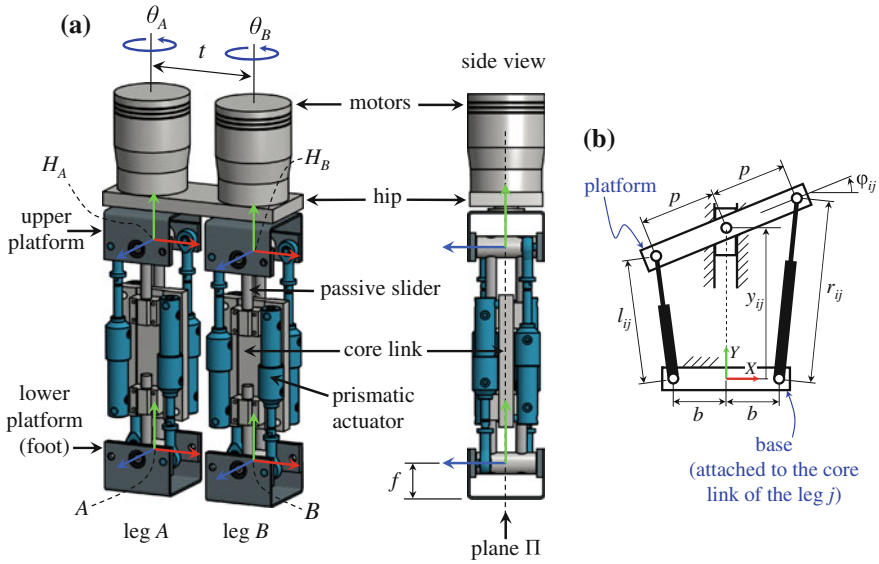 (a)
θA
θB
t
side view
motors
HA
HB
hip
upper
platform
passive slider
core link
prismatic
actuator
lower
platform
(foot)
f
A
B
leg A
leg B
plane Π
(b)
platform
p
p
φij
lij
yij
rij
Y
X
b
b
base
(attached to the core
link of the leg j)